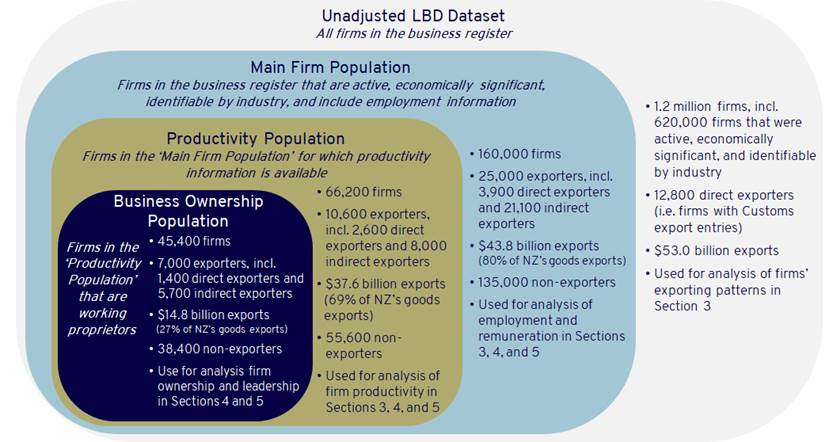 Unadjusted LBD Dataset
All firms in the business register
Main Firm Population
Firms in the business register that are active, economically significant,
identifiable by industry, and include employment information
Productivity Population
Firms in the 'Main Firm Population' for which productivity
information is available
Business Ownership
Population
Firms in the
'Productivity
Population'
that are
working
proprietors
• 45,400 firms
• 7,000 exporters, incl.
1,400 direct exporters and
5,700 indirect exporters
• $14.8 billion exports
(27% of NZ's goods exports)
• 38,400 non-exporters
• Use for analysis firm
ownership and leadership
in Sections 4 and 5
• 66,200 firms
• 10,600 exporters,
incl. 2,600 direct
exporters and 8,000
indirect exporters
• $37.6 billion exports
(69% of NZ's goods
exports)
• 55,600 non-
exporters
• Used for analysis of
firm productivity in
Sections 3, 4, and 5
• 160,000 firms
• 25,000 exporters, incl.
3,900 direct exporters
and 21,100 indirect
exporters
• $43.8 billion exports
(80% of NZ's goods exports)
• 135,000 non-exporters
• Used for analysis of
employment and
remuneration in Sections
3, 4, and 5
• 1.2 million firms, incl.
620,000 firms that were
active, economically
significant, and identifiable
by industry
• 12,800 direct exporters
(i.e. firms with Customs
export entries)
• $53.0 billion exports
• Used for analysis of firms'
exporting patterns in
Section 3